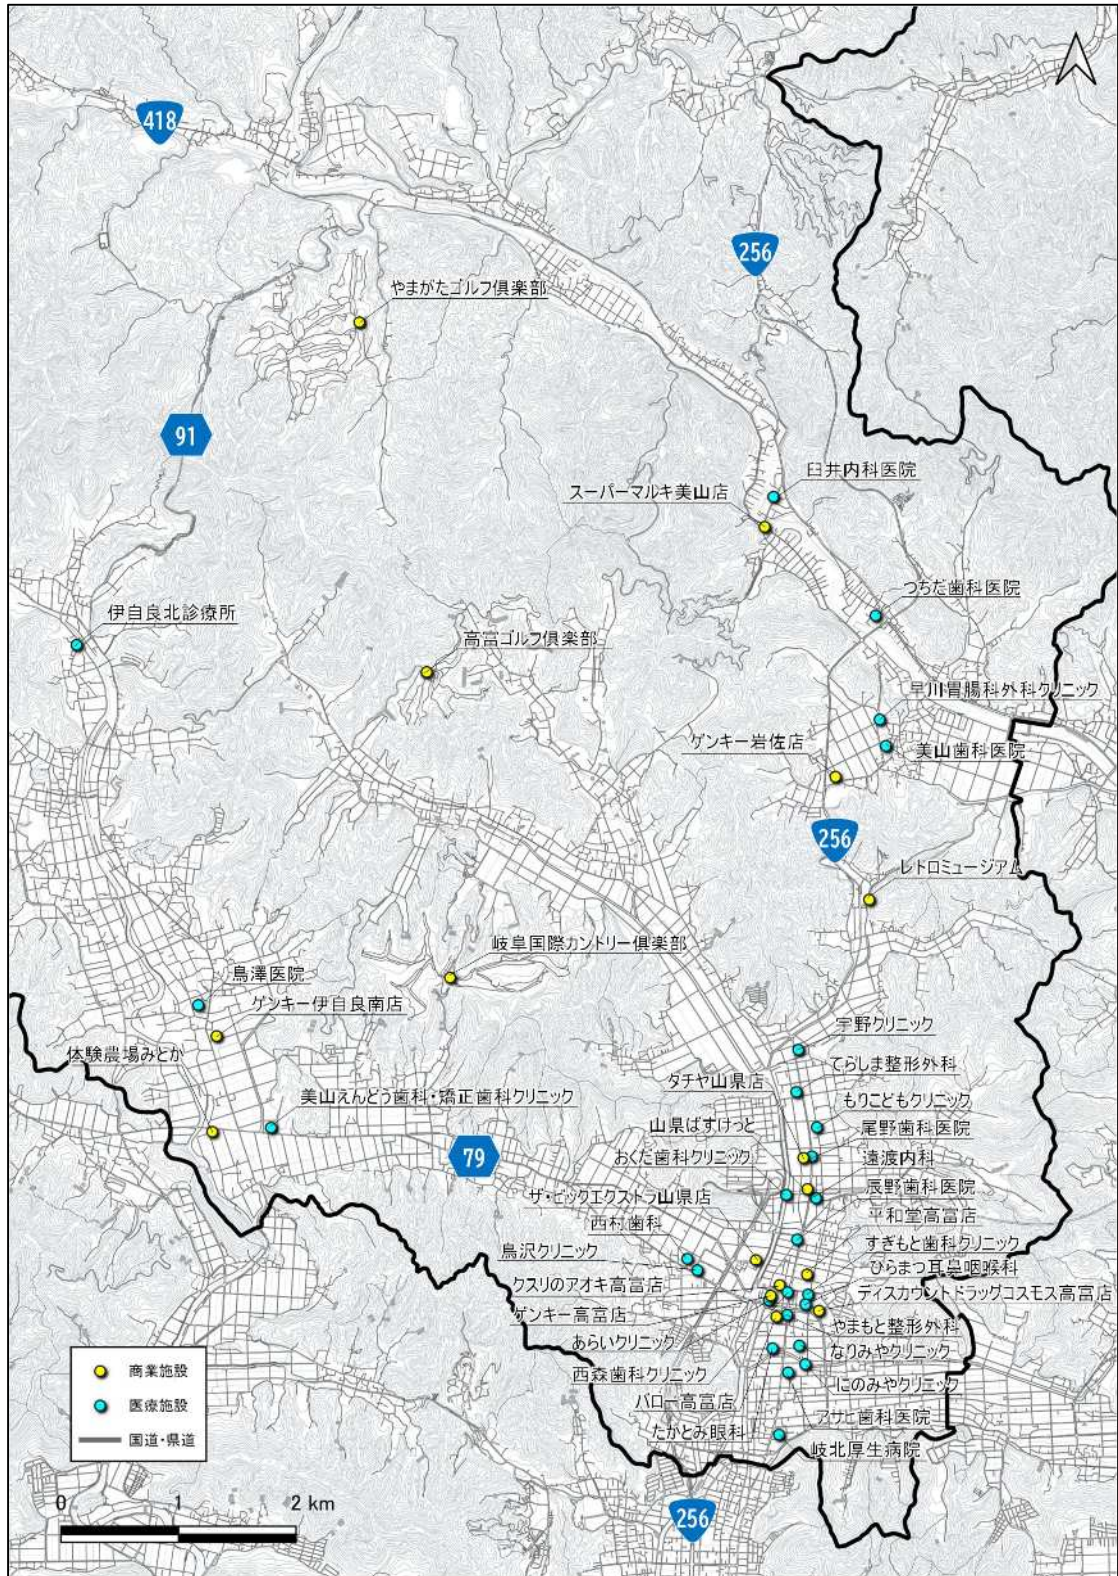 418
256
やまがたゴルフ倶楽部
91
臼井内科医院
スーパーマルキ美山店
つちだ歯科医院
伊自良北診療所
高富ゴルフ倶楽部
早川胃腸科外科クリニック
ゲンキー岩佐店
美山歯科医院
256
レトロミュージアム
岐阜国際カントリー倶楽部
鳥澤医院
ゲンキー伊自良南店
宇野クリニック
体験農場みとか
てらしま整形外科
タチヤ山県店
美山えんどう歯科・矯正歯科クリニック
もりこどもクリニック
山県ばすけっと
尾野歯科医院
79
おくだ歯科クリニック
遠渡内科
辰野歯科医院
ザ・ビッグエクストラ山県店
平和堂高富店
西村歯科
すぎもと歯科クリニック
鳥沢クリニック
ひらまつ耳鼻咽喉科
クスリのアオキ高富店
ディスカウントドラッグコスモス高富店
ゲンキー高富店
やまもと整形外科
あらいクリニック
なりみやクリニック
西森歯科クリニック
にのみやクリニック
バロー高富店
アサヒ歯科医院
たかとみ眼科
岐北厚生病院
商業施設
医療施設
国道・県道
0 1 2 km
256